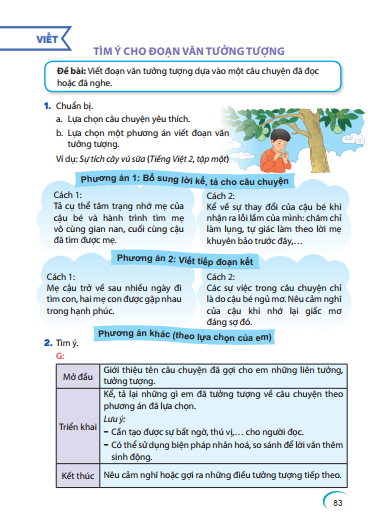 VIẾT
TÌM Ý CHO ĐOẠN VĂN TƯỞNG TƯỢNG
Đề bài: Viết đoạn văn tưởng tượng dựa vào một câu chuyện đã đọc
hoặc đã nghe.
1. Chuẩn bị.
a. Lựa chọn câu chuyện yêu thích.
b. Lựa chọn một phương án viết đoạn văn
tưởng tượng.
Ví dụ: Sự tích cây vú sữa (Tiếng Việt 2, tập một)
Phương án 1: Bổ sung lời kể, tả cho câu chuyện
Cách 1:
Tả cụ thể tâm trạng nhớ mẹ của
cậu bé và hành trình tìm mẹ
vô cùng gian nan, cuối cùng cậu
đã tìm được mẹ.
Cách 2:
Kể về sự thay đổi của cậu bé khi
nhận ra lỗi lầm của mình: chăm chỉ
làm lụng, tự giác làm theo lời mẹ
khuyên bảo trước đây,...
Phương án 2: Viết tiếp đoạn kết
Cách 1:
Mẹ cậu trở về sau nhiều ngày đi
tìm con, hai mẹ con được gặp nhau
trong hạnh phúc.
Cách 2:
Các sự việc trong câu chuyện chỉ
là do cậu bé ngủ mơ. Nêu cảm nghĩ
của cậu khi nhớ lại giấc mơ
đáng sợ đó.
Phương án khác (theo lựa chọn của em)
2. Tìm ý.
G:
Mở đầu
Giới thiệu tên câu chuyện đã gợi cho em những liên tưởng,
tưởng tượng.
Triển khai
Kể, tả lại những gì em đã tưởng tượng về câu chuyện theo
phương án đã lựa chọn.
Lưu ý:
– Cần tạo được sự bất ngờ, thú vị,... cho người đọc.
– Có thể sử dụng biện pháp nhân hoá, so sánh để lời văn thêm
sinh động.
Kết thúc
Nêu cảm nghĩ hoặc gợi ra những điều tưởng tượng tiếp theo.
83